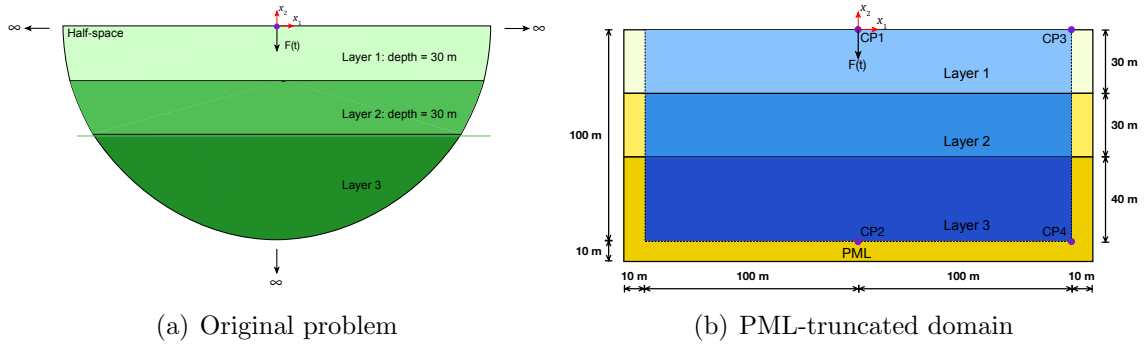 x₂
x₁
∞
∞
Half-space
F(t)
Layer 1: depth = 30 m
Layer 2: depth = 30 m
Layer 3
∞
(a) Original problem
x₂
x₁
CP1
CP3
F(t)
Layer 1
30 m
Layer 2
30 m
100 m
Layer 3
40 m
CP2
CP4
PML
10 m
10 m
100 m
100 m
10 m
(b) PML-truncated domain